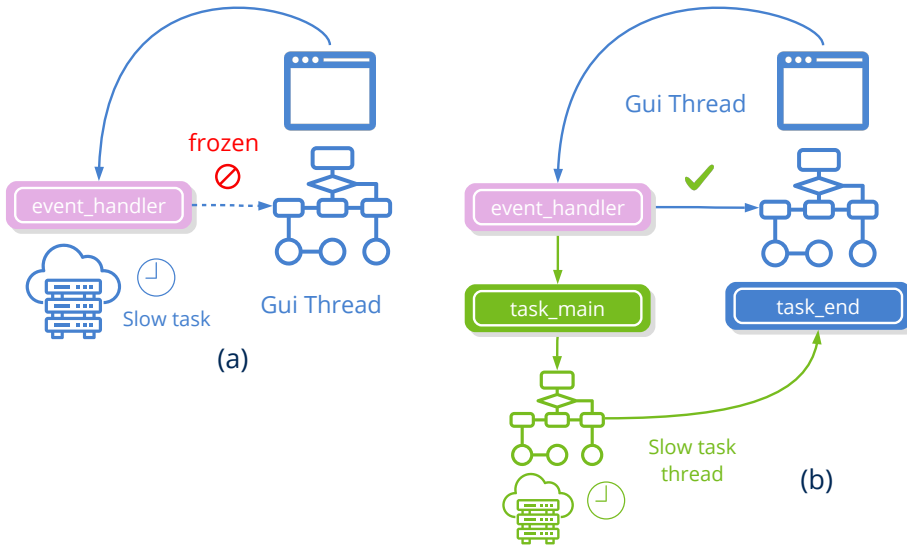 frozen
event_handler
Slow task
Gui Thread
(a)
Gui Thread
event_handler
task_main
task_end
Slow task
thread
(b)